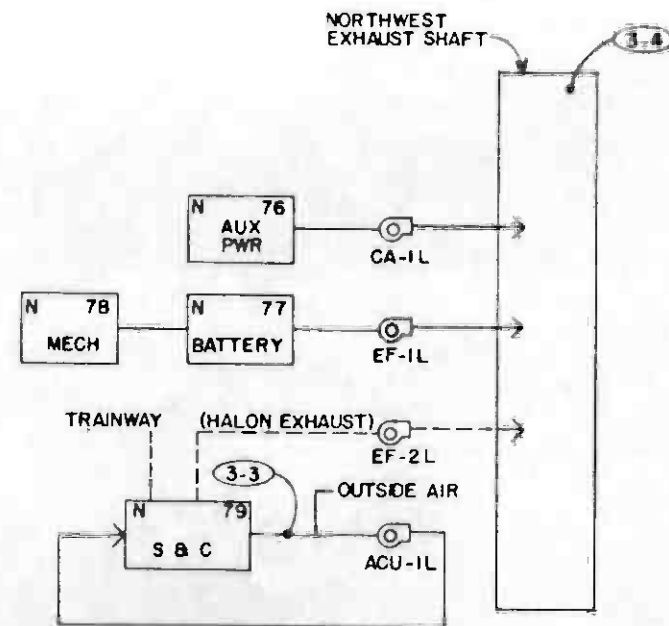 NORTHWEST
EXHAUST SHAFT
3-4
N 76
AUX
PWR
CA-1L
N 78
MECH
N 77
BATTERY
EF-1L
TRAINWAY
(HALON EXHAUST)
EF-2L
3-3
OUTSIDE AIR
N 79
S & C
ACU-1L